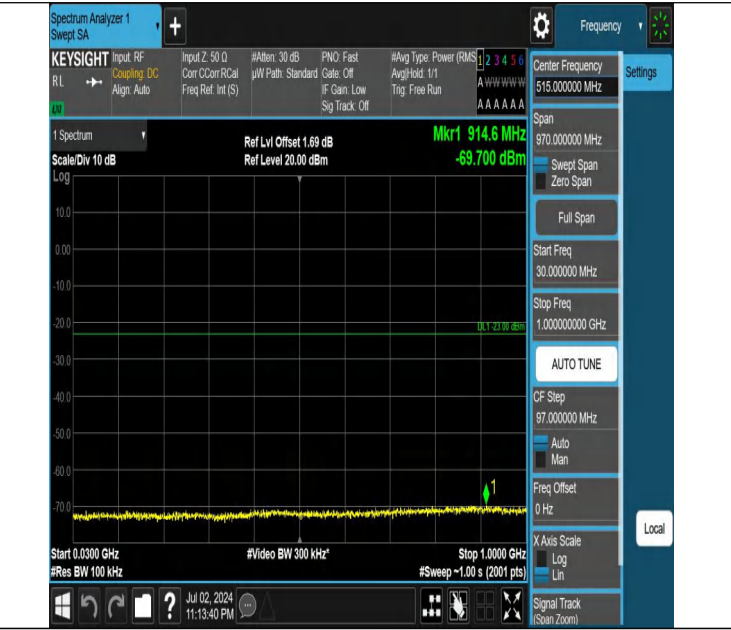 Spectrum Analyzer 1
Swept SA
+
Frequency
KEYSIGHT
RL
Input: RF
Coupling: DC
Align: Auto
Input Z: 50 Ω
Corr CCorr RCal
Freq Ref: Int (S)
#Atten: 30 dB
µW Path: Standard
PNO: Fast
Gate: Off
IF Gain: Low
Sig Track: Off
#Avg Type: Power (RMS
Avg|Hold: 1/1
Trig: Free Run
1 2 3 4 5 6
A W W W W W
A A A A A A
1 Spectrum
Scale/Div 10 dB
Log
Ref Lvl Offset 1.69 dB
Ref Level 20.00 dBm
Mkr1 914.6 MHz
-69.700 dBm
10.0
0.00
-10.0
-20.0
-30.0
-40.0
-50.0
-60.0
-70.0
DL1 -23.00 dBm
1
Start 0.0300 GHz
#Res BW 100 kHz
#Video BW 300 kHz*
Stop 1.0000 GHz
#Sweep ~1.00 s (2001 pts)
Center Frequency
515.000000 MHz
Settings
Span
970.000000 MHz
Swept Span
Zero Span
Full Span
Start Freq
30.000000 MHz
Stop Freq
1.000000000 GHz
AUTO TUNE
CF Step
97.000000 MHz
Auto
Man
Freq Offset
0 Hz
X Axis Scale
Log
Lin
Local
Signal Track
(Span Zoom)
?
Jul 02, 2024
11:13:40 PM